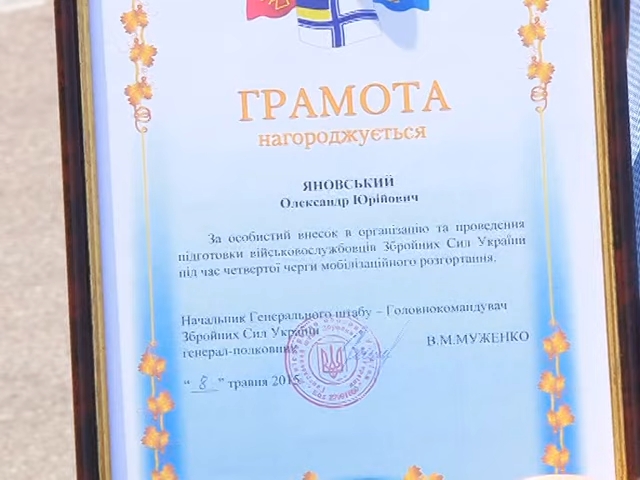 ГРАМОТА
нагороджується
ЯНОВСЬКИЙ
Олександр Юрійович
За особистий внесок в організацію та проведення
підготовки військовослужбовців Збройних Сил України
під час четвертої черги мобілізаційного розгортання.
Начальник Генерального штабу – Головнокомандувач
Збройних Сил України
генерал-полковник
В.М.МУЖЕНКО
“ 8 ” травня 2015